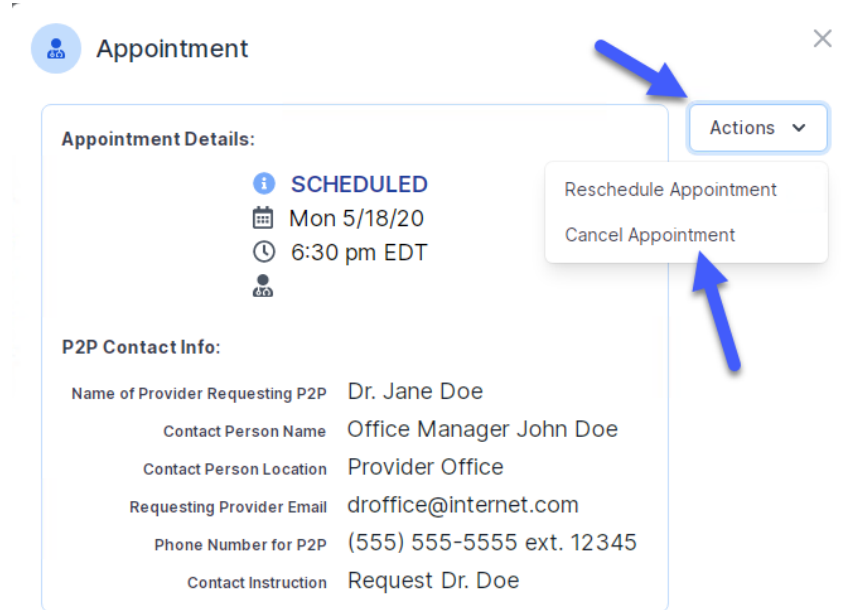 Appointment
Actions
Appointment Details:
SCHEDULED
Reschedule Appointment
Mon 5/18/20
Cancel Appointment
6:30 pm EDT
P2P Contact Info:
Name of Provider Requesting P2P Dr. Jane Doe
Contact Person Name Office Manager John Doe
Contact Person Location Provider Office
Requesting Provider Email droffice@internet.com
Phone Number for P2P (555) 555-5555 ext. 12345
Contact Instruction Request Dr. Doe